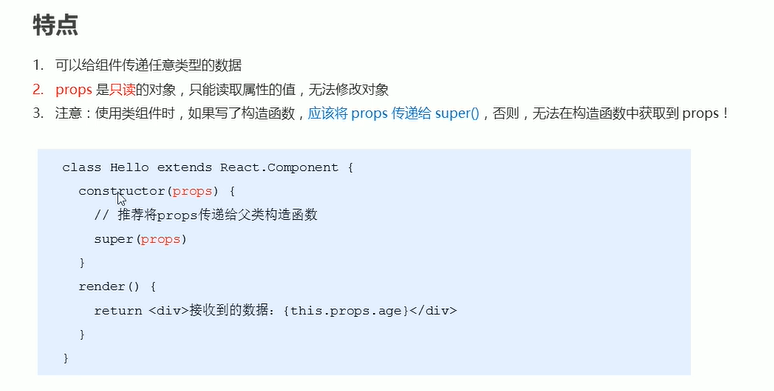 特点
1. 可以给组件传递任意类型的数据
2. props 是只读的对象，只能读取属性的值，无法修改对象
3. 注意：使用类组件时，如果写了构造函数，应该将 props 传递给 super()，否则，无法在构造函数中获取到 props！
class Hello extends React.Component {
constructor(props) {
// 推荐将props传递给父类构造函数
super(props)
}
render() {
return <div>接收到的数据：{this.props.age}</div>
}
}